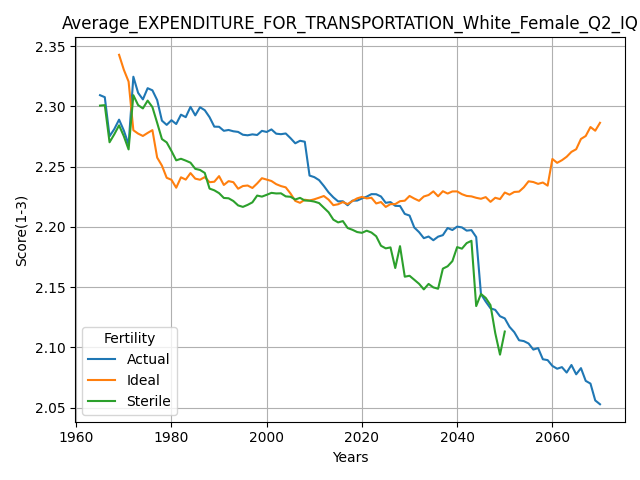 Average_EXPENDITURE_FOR_TRANSPORTATION_White_Female_Q2_IQ
2.35
2.30
2.25
2.20
2.15
2.10
2.05
Score(1-3)
Fertility
Actual
Ideal
Sterile
1960
1980
2000
2020
2040
2060
Years